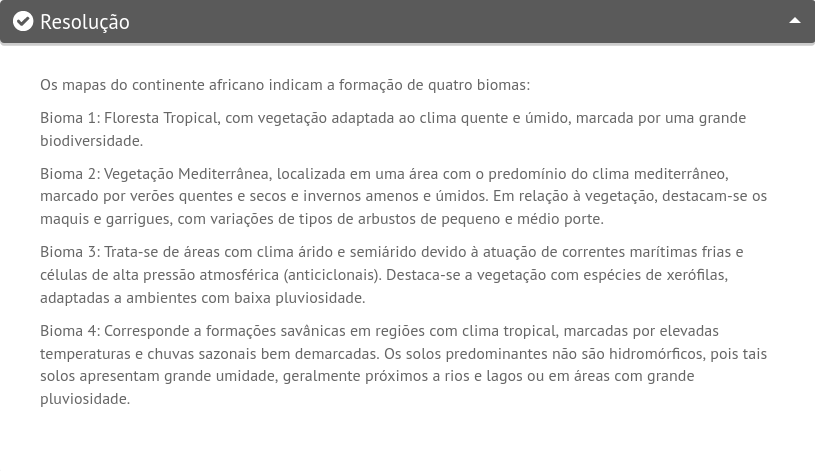 Resolução
Os mapas do continente africano indicam a formação de quatro biomas:
Bioma 1: Floresta Tropical, com vegetação adaptada ao clima quente e úmido, marcada por uma grande
biodiversidade.
Bioma 2: Vegetação Mediterrânea, localizada em uma área com o predomínio do clima mediterrâneo,
marcado por verões quentes e secos e invernos amenos e úmidos. Em relação à vegetação, destacam-se os
maquis e garrigues, com variações de tipos de arbustos de pequeno e médio porte.
Bioma 3: Trata-se de áreas com clima árido e semiárido devido à atuação de correntes marítimas frias e
células de alta pressão atmosférica (anticiclonais). Destaca-se a vegetação com espécies de xerófilas,
adaptadas a ambientes com baixa pluviosidade.
Bioma 4: Corresponde a formações savânicas em regiões com clima tropical, marcadas por elevadas
temperaturas e chuvas sazonais bem demarcadas. Os solos predominantes não são hidromórficos, pois tais
solos apresentam grande umidade, geralmente próximos a rios e lagos ou em áreas com grande
pluviosidade.